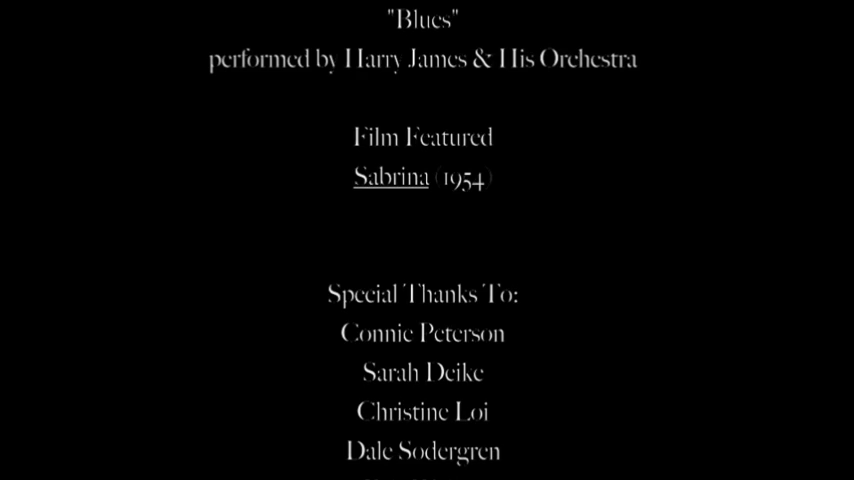 "Blues"
performed by Harry James & His Orchestra
Film Featured
Sabrina (1954)
Special Thanks To:
Connie Peterson
Sarah Deike
Christine Loi
Dale Sodergren